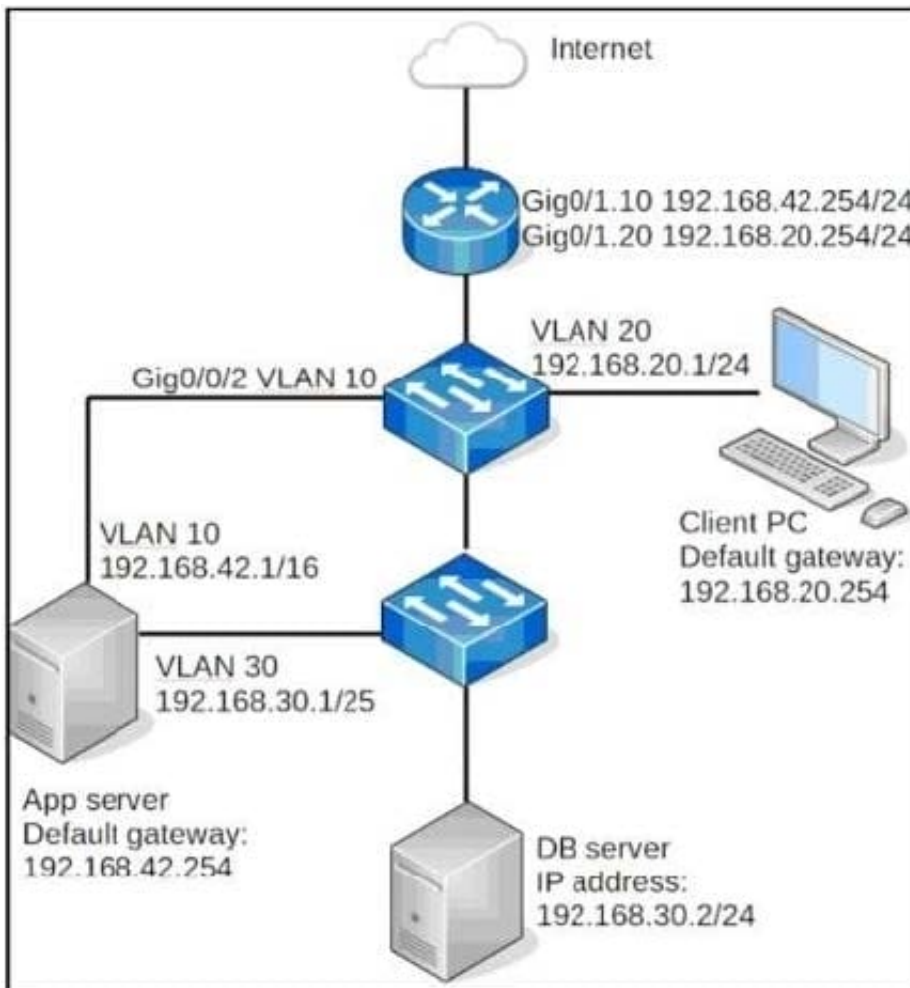 Internet
Gig0/1.10 192.168.42.254/24
Gig0/1.20 192.168.20.254/24
VLAN 20
192.168.20.1/24
Gig0/0/2 VLAN 10
Client PC
Default gateway:
192.168.20.254
VLAN 10
192.168.42.1/16
VLAN 30
192.168.30.1/25
App server
Default gateway:
192.168.42.254
DB server
IP address:
192.168.30.2/24